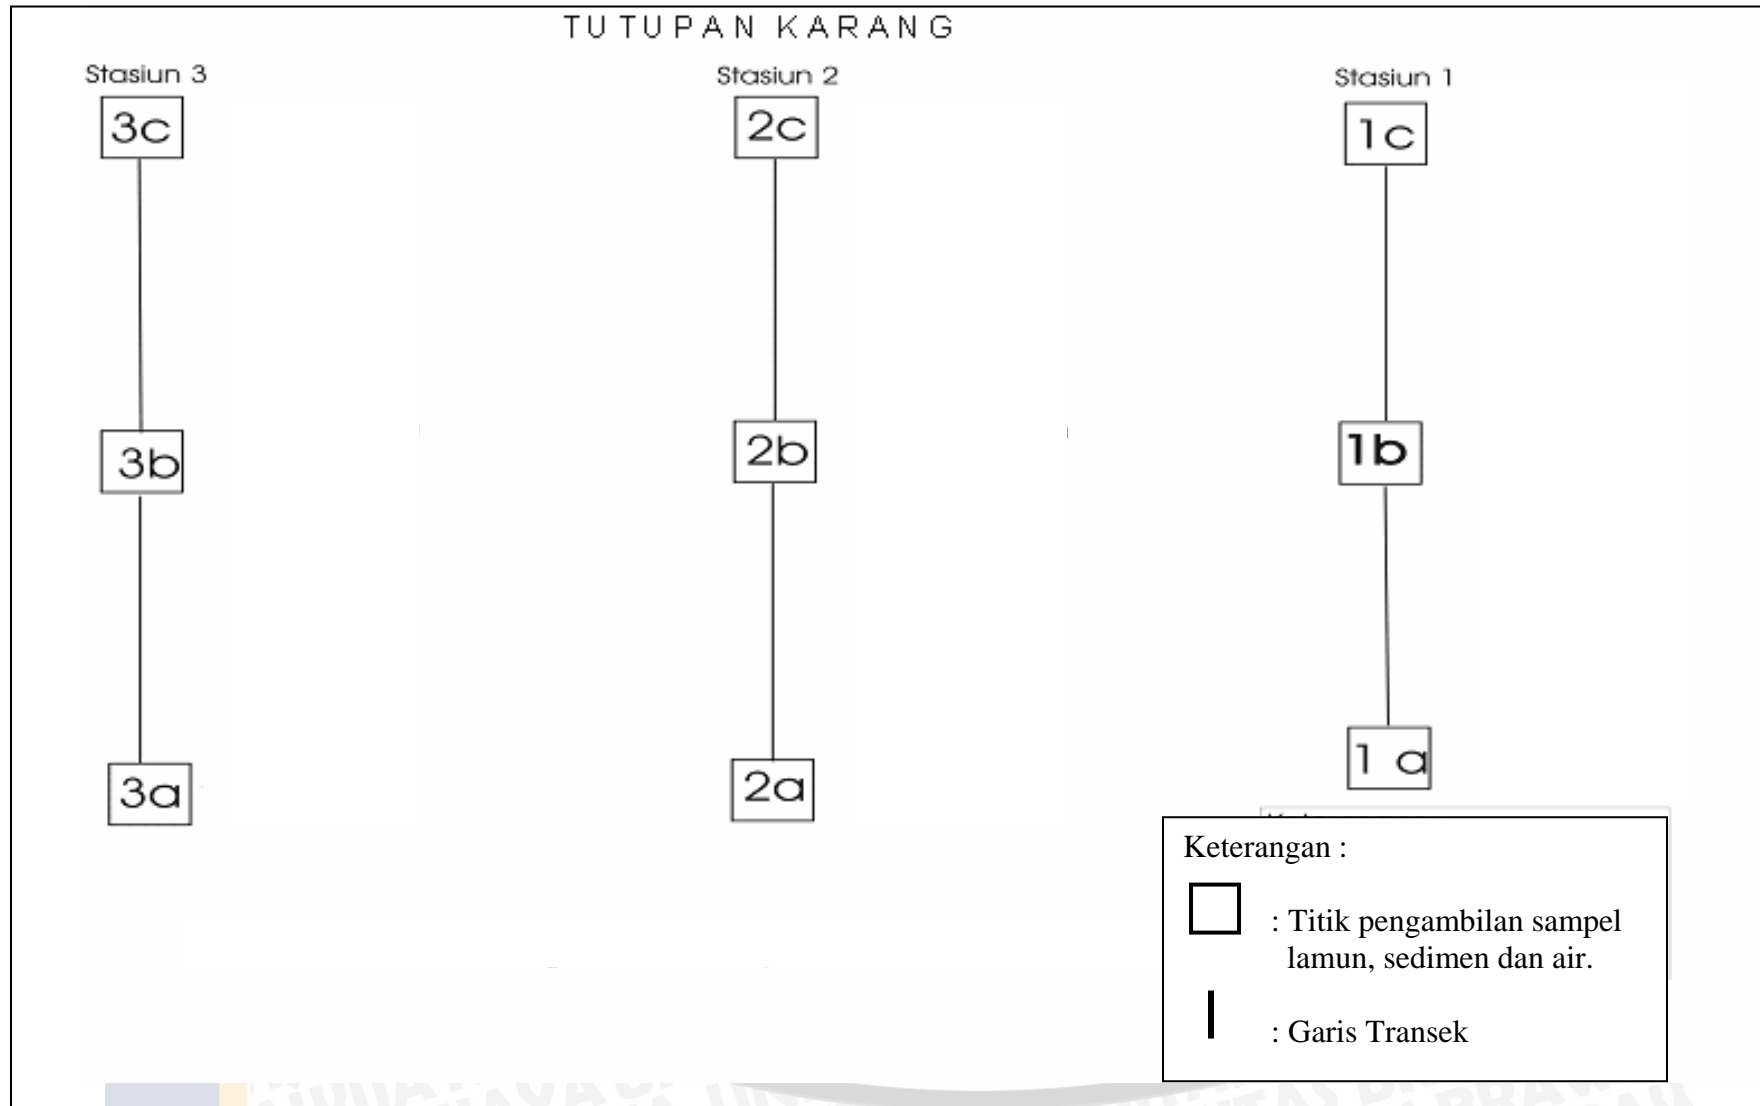 TUTUPAN KARANG
Stasiun 3
Stasiun 2
Stasiun 1
3c
2c
1c
3b
2b
1b
3a
2a
1 a
Keterangan :
: Titik pengambilan sampel
lamun, sedimen dan air.
: Garis Transek